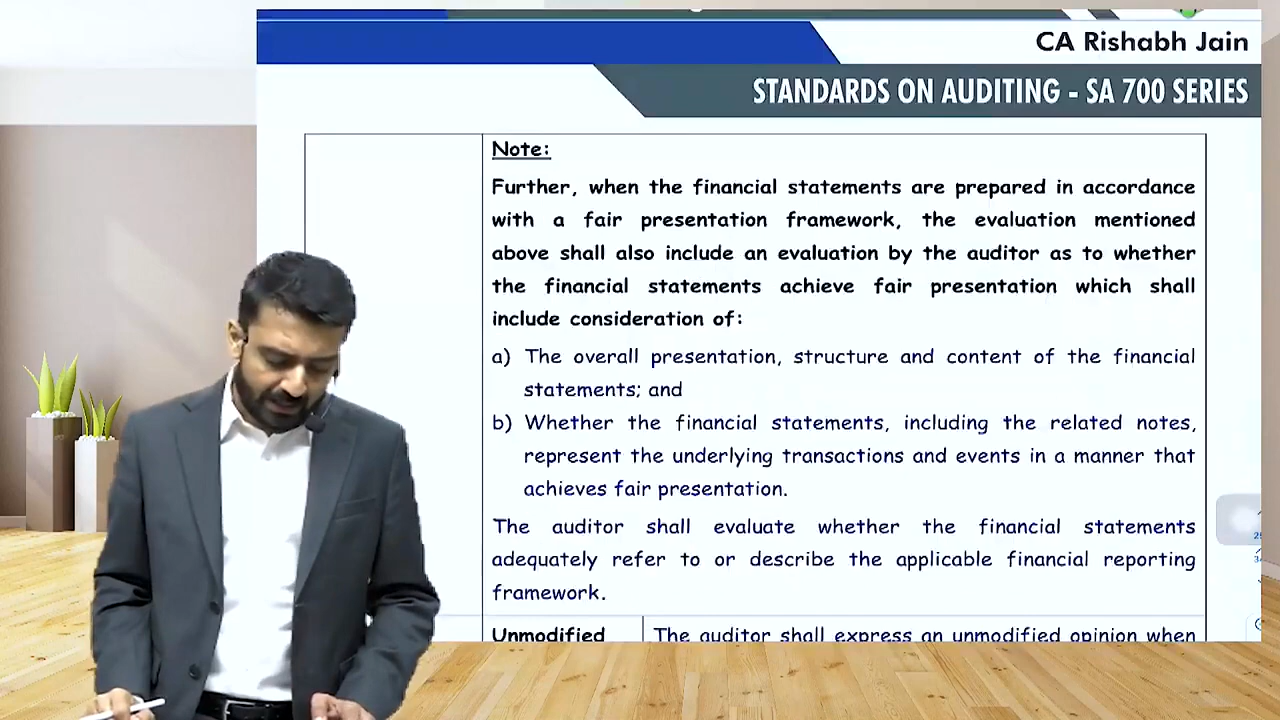 CA Rishabh Jain
STANDARDS ON AUDITING - SA 700 SERIES
Note:
Further, when the financial statements are prepared in accordance
with a fair presentation framework, the evaluation mentioned
above shall also include an evaluation by the auditor as to whether
the financial statements achieve fair presentation which shall
include consideration of:
a) The overall presentation, structure and content of the financial
statements; and
b) Whether the financial statements, including the related notes,
represent the underlying transactions and events in a manner that
achieves fair presentation.
The auditor shall evaluate whether the financial statements
adequately refer to or describe the applicable financial reporting
framework.
Unmodified
The auditor shall express an unmodified opinion when